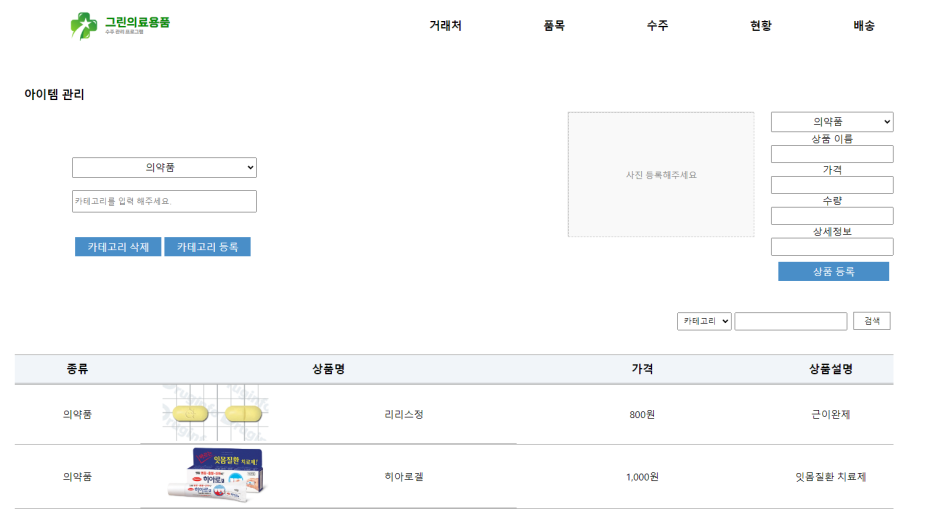 그린의료용품
수주 관리 프로그램
거래처 품목 수주 현황 배송
아이템 관리
의약품
카테고리를 입력 해주세요.
카테고리 삭제 카테고리 등록
사진 등록해주세요
의약품
상품 이름
가격
수량
상세정보
상품 등록
카테고리 검색
종류 상품명 가격 상품설명
의약품 리리스정 800원 근이완제
잇몸질환 치료제!
히아로겔
의약품 히아로겔 1,000원 잇몸질환 치료제